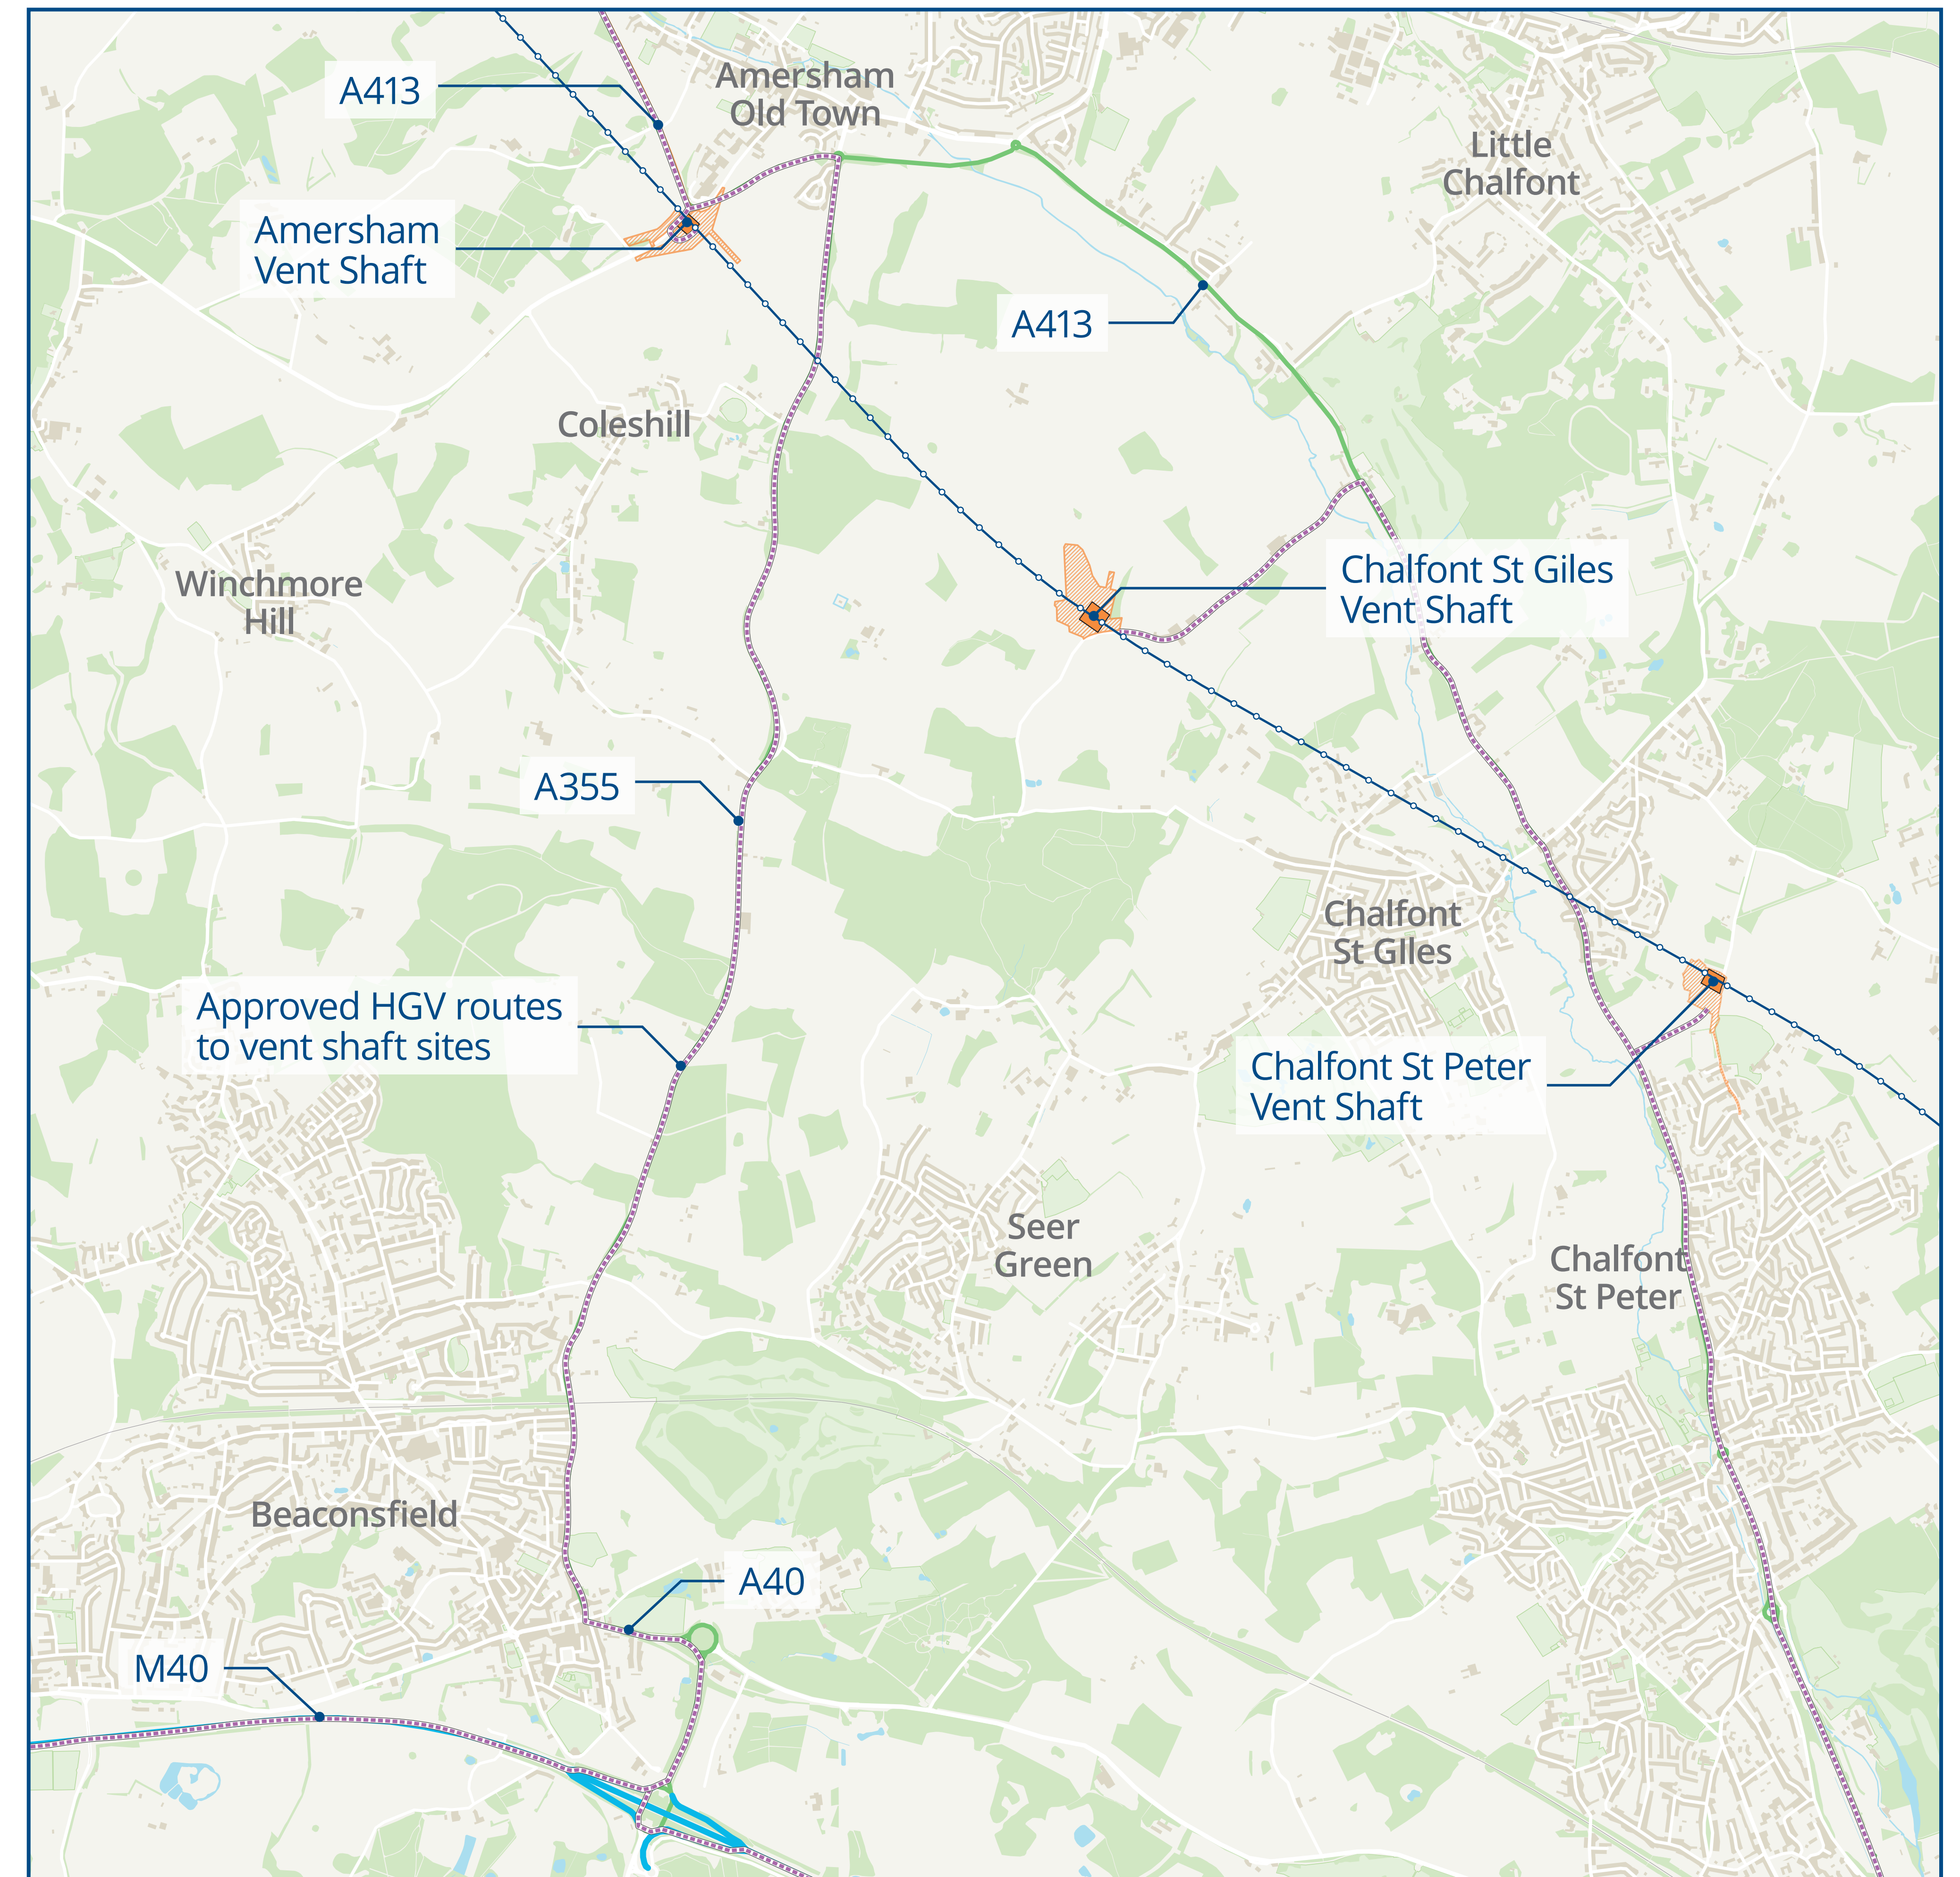 A413
Amersham
Old Town
Little
Chalfont
Amersham
Vent Shaft
A413
Coleshill
Chalfont St Giles
Vent Shaft
Winchmore
Hill
A355
Chalfont
St GIles
Approved HGV routes
to vent shaft sites
Chalfont St Peter
Vent Shaft
Seer
Green
Chalfont
St Peter
Beaconsfield
A40
M40